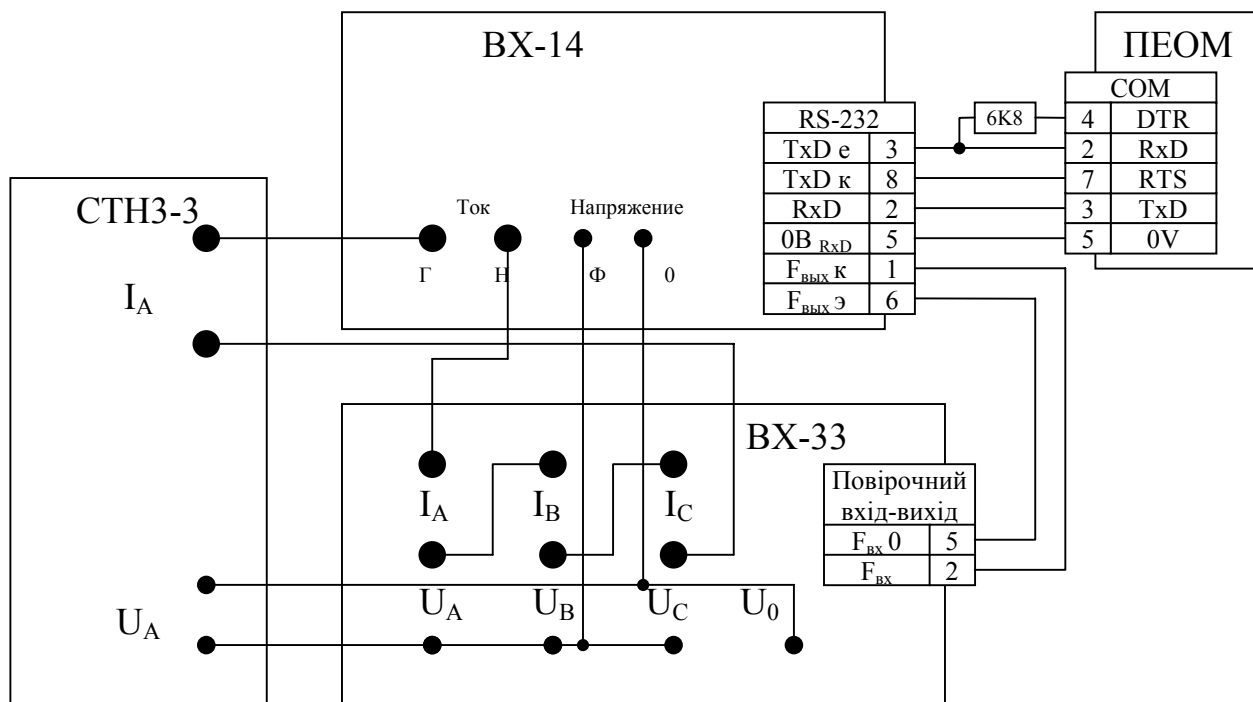 ВХ-14
ПЕОМ
COM
RS-232
6K8
4 DTR
TxD е 3
2 RxD
TxD к 8
7 RTS
RxD 2
3 TxD
0В RxD 5
5 0V
Fвых к 1
Fвых Э 6
СТН3-3
Ток
Напряжение
Г Н Ф 0
IA
ВХ-33
Повірочний
вхід-вихід
Fвх 0 5
Fвх 2
IA IB IC
UA UB UC U0
UA